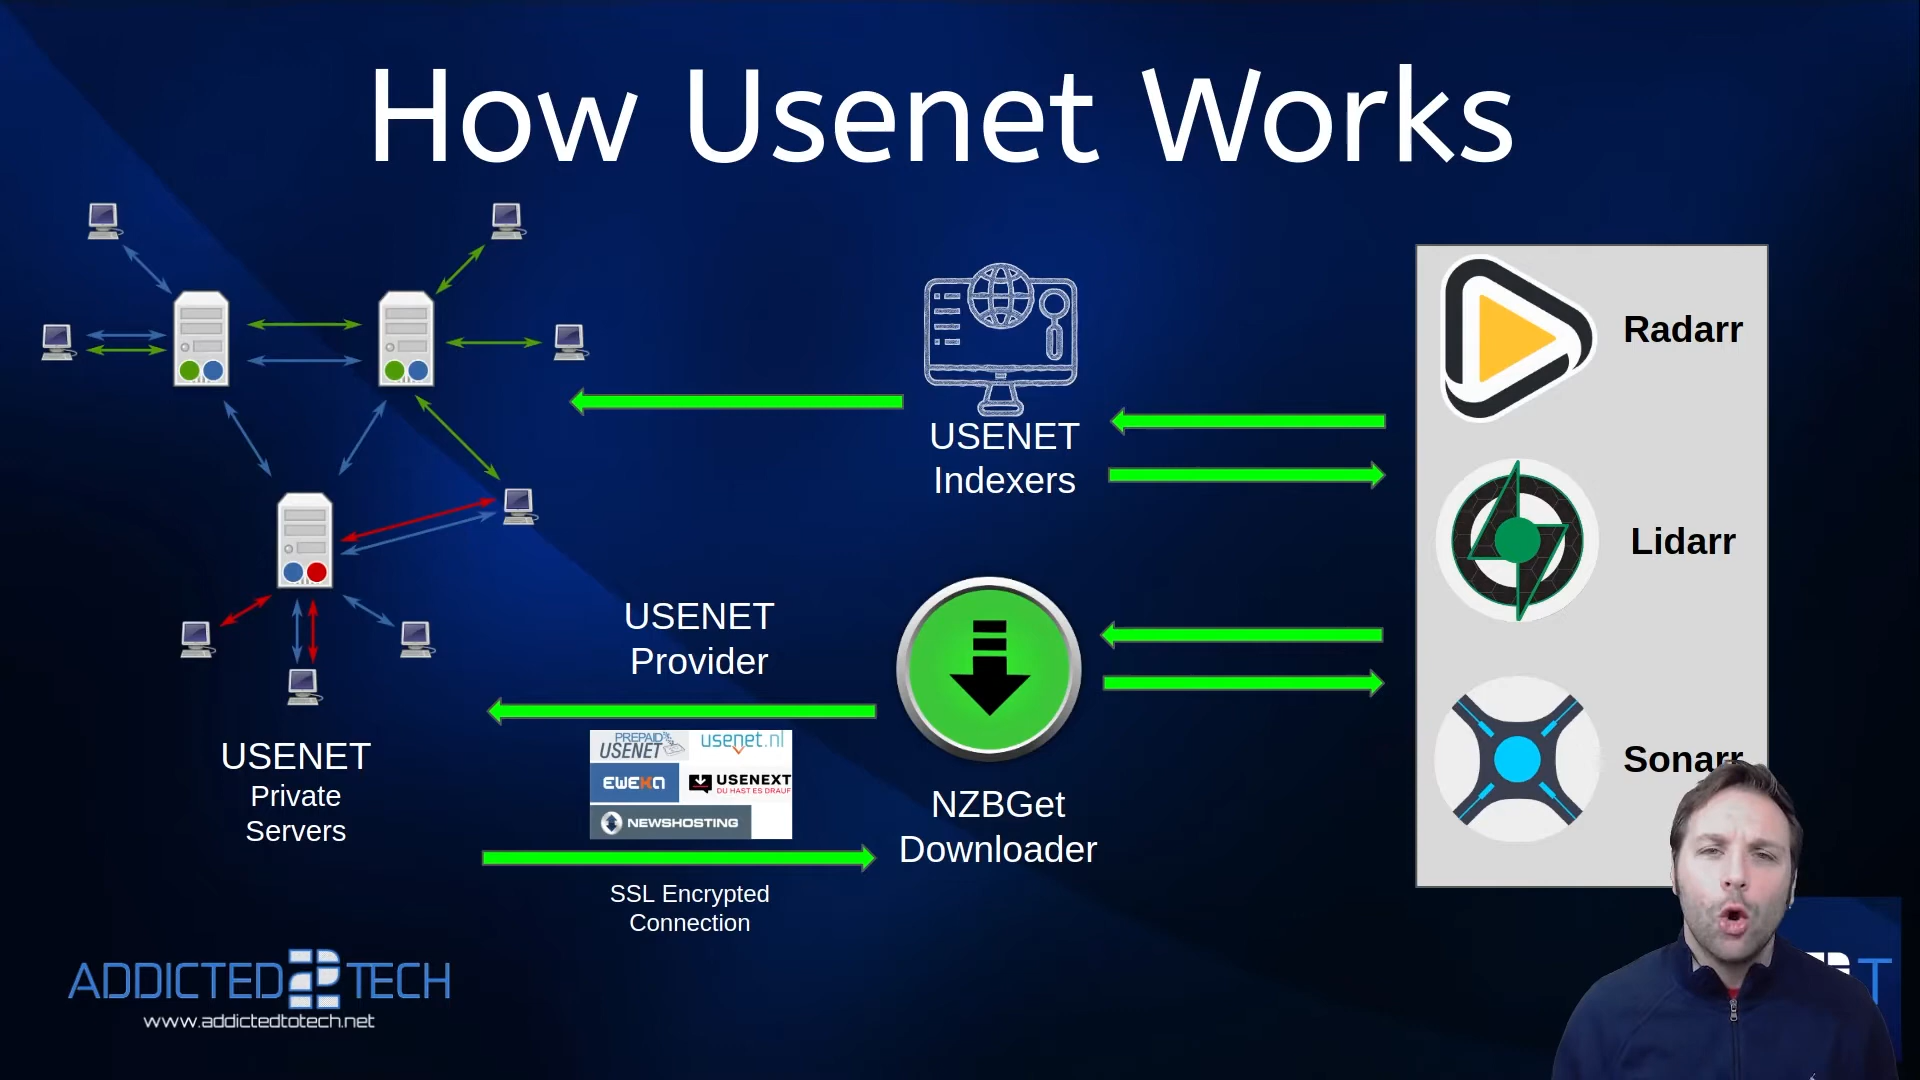 How Usenet Works
Radarr
USENET
Indexers
Lidarr
USENET
Provider
PREPAID
USENET
usenet.nl
EWEKA
USENEXT
DU HAST ES DRAUF
NEWSHOSTING
USENET
Private
Servers
NZBGet
Downloader
Sonarr
SSL Encrypted
Connection
ADDICTED2TECH
www.addictedtotech.net
T